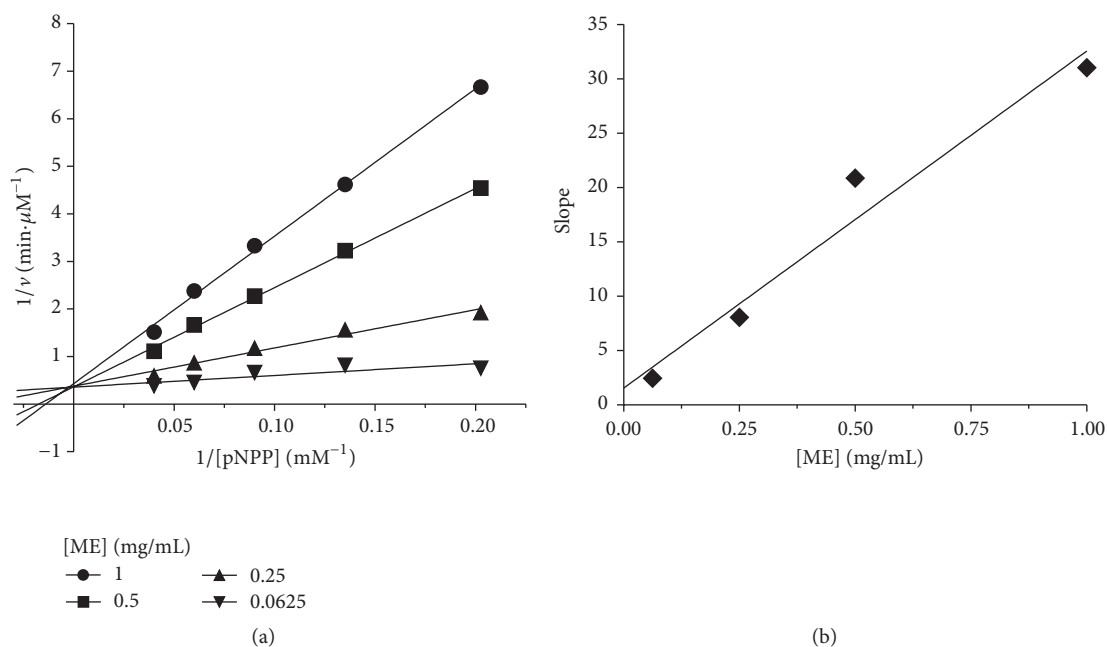 8
7
6
5
4
3
2
1
−1
1/v (min·μM⁻¹)
0.05 0.10 0.15 0.20
1/[pNPP] (mM⁻¹)
[ME] (mg/mL)
1 0.25
0.5 0.0625
(a)
35
30
25
20
15
10
5
0
Slope
0.00 0.25 0.50 0.75 1.00
[ME] (mg/mL)
(b)